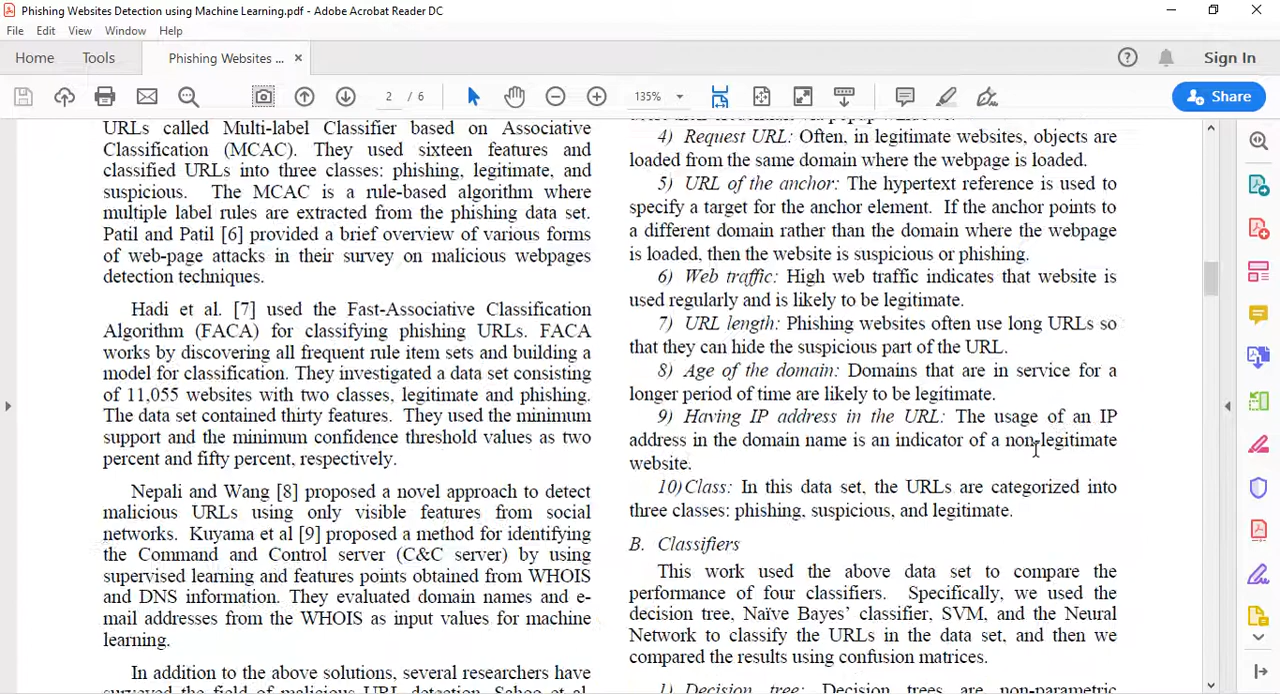 Phishing Websites Detection using Machine Learning.pdf - Adobe Acrobat Reader DC
File Edit View Window Help
Home Tools Phishing Websites ... × Sign In
2 / 6 135% Share
URLs called Multi-label Classifier based on Associative
Classification (MCAC). They used sixteen features and
classified URLs into three classes: phishing, legitimate, and
suspicious. The MCAC is a rule-based algorithm where
multiple label rules are extracted from the phishing data set.
Patil and Patil [6] provided a brief overview of various forms
of web-page attacks in their survey on malicious webpages
detection techniques.
Hadi et al. [7] used the Fast-Associative Classification
Algorithm (FACA) for classifying phishing URLs. FACA
works by discovering all frequent rule item sets and building a
model for classification. They investigated a data set consisting
of 11,055 websites with two classes, legitimate and phishing.
The data set contained thirty features. They used the minimum
support and the minimum confidence threshold values as two
percent and fifty percent, respectively.
Nepali and Wang [8] proposed a novel approach to detect
malicious URLs using only visible features from social
networks. Kuyama et al [9] proposed a method for identifying
the Command and Control server (C&C server) by using
supervised learning and features points obtained from WHOIS
and DNS information. They evaluated domain names and e-
mail addresses from the WHOIS as input values for machine
learning.
In addition to the above solutions, several researchers have
surveyed the field of malicious URL detection. Sahoo et al.
4) Request URL: Often, in legitimate websites, objects are
loaded from the same domain where the webpage is loaded.
5) URL of the anchor: The hypertext reference is used to
specify a target for the anchor element. If the anchor points to
a different domain rather than the domain where the webpage
is loaded, then the website is suspicious or phishing.
6) Web traffic: High web traffic indicates that website is
used regularly and is likely to be legitimate.
7) URL length: Phishing websites often use long URLs so
that they can hide the suspicious part of the URL.
8) Age of the domain: Domains that are in service for a
longer period of time are likely to be legitimate.
9) Having IP address in the URL: The usage of an IP
address in the domain name is an indicator of a non-legitimate
website.
10) Class: In this data set, the URLs are categorized into
three classes: phishing, suspicious, and legitimate.
B. Classifiers
This work used the above data set to compare the
performance of four classifiers. Specifically, we used the
decision tree, Naïve Bayes' classifier, SVM, and the Neural
Network to classify the URLs in the data set, and then we
compared the results using confusion matrices.
1) Decision tree: Decision trees are non-parametric